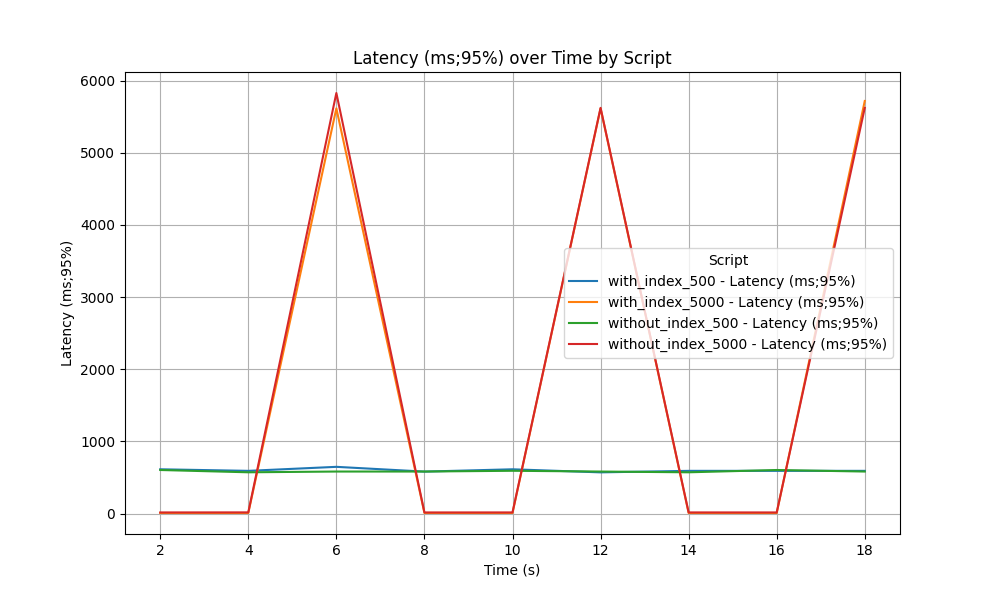 Latency (ms;95%) over Time by Script
6000
5000
4000
3000
2000
1000
0
Latency (ms;95%)
Script
with_index_500 - Latency (ms;95%)
with_index_5000 - Latency (ms;95%)
without_index_500 - Latency (ms;95%)
without_index_5000 - Latency (ms;95%)
2 4 6 8 10 12 14 16 18
Time (s)